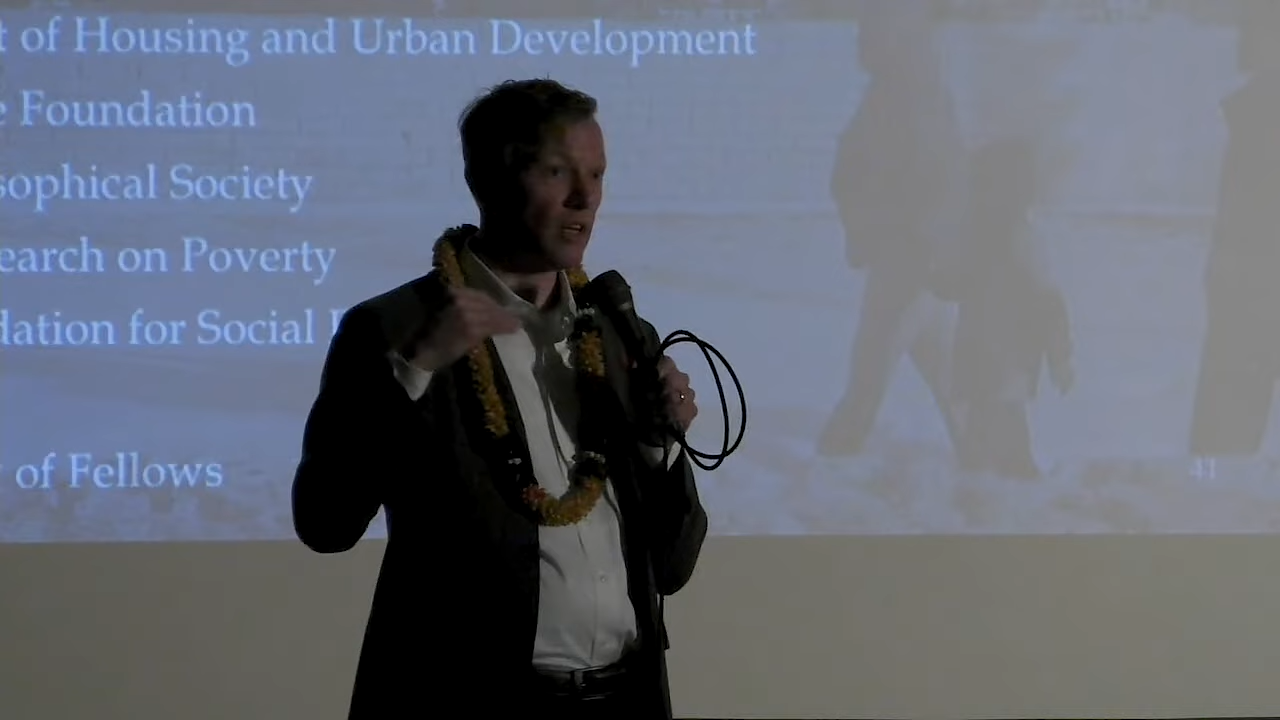 t of Housing and Urban Development
e Foundation
sophical Society
earch on Poverty
dation for Social
of Fellows
41